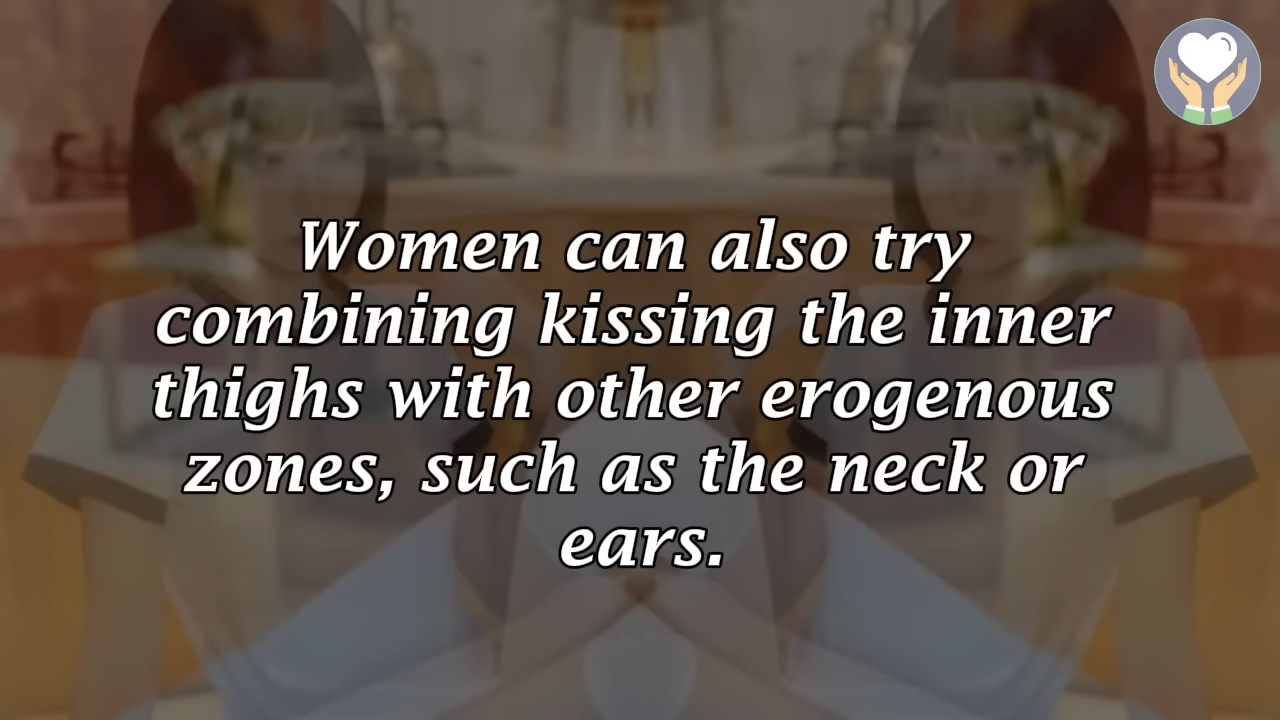 Women can also try
combining kissing the inner
thighs with other erogenous
zones, such as the neck or
ears.